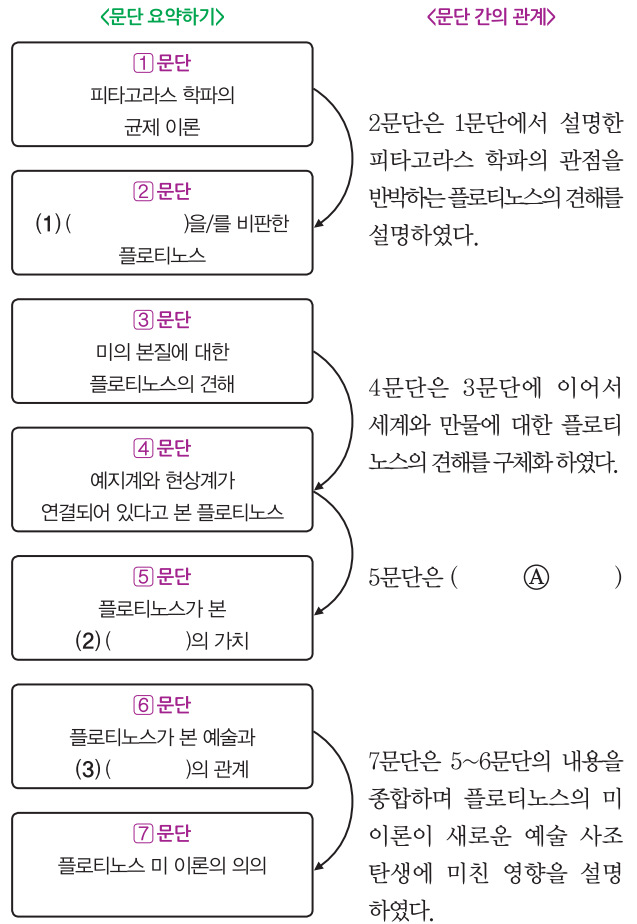 〈문단 요약하기〉
〈문단 간의 관계〉
1 문단
피타고라스 학파의
균제 이론
2문단은 1문단에서 설명한
피타고라스 학파의 관점을
반박하는 플로티노스의 견해를
설명하였다.
2 문단
(1) ( )을/를 비판한
플로티노스
3 문단
미의 본질에 대한
플로티노스의 견해
4문단은 3문단에 이어서
세계와 만물에 대한 플로티
노스의 견해를 구체화 하였다.
4 문단
예지계와 현상계가
연결되어 있다고 본 플로티노스
5문단은 ( Ⓐ )
5 문단
플로티노스가 본
(2) ( )의 가치
6 문단
플로티노스가 본 예술과
(3) ( )의 관계
7문단은 5~6문단의 내용을
종합하며 플로티노스의 미
이론이 새로운 예술 사조
탄생에 미친 영향을 설명
하였다.
7 문단
플로티노스 미 이론의 의의